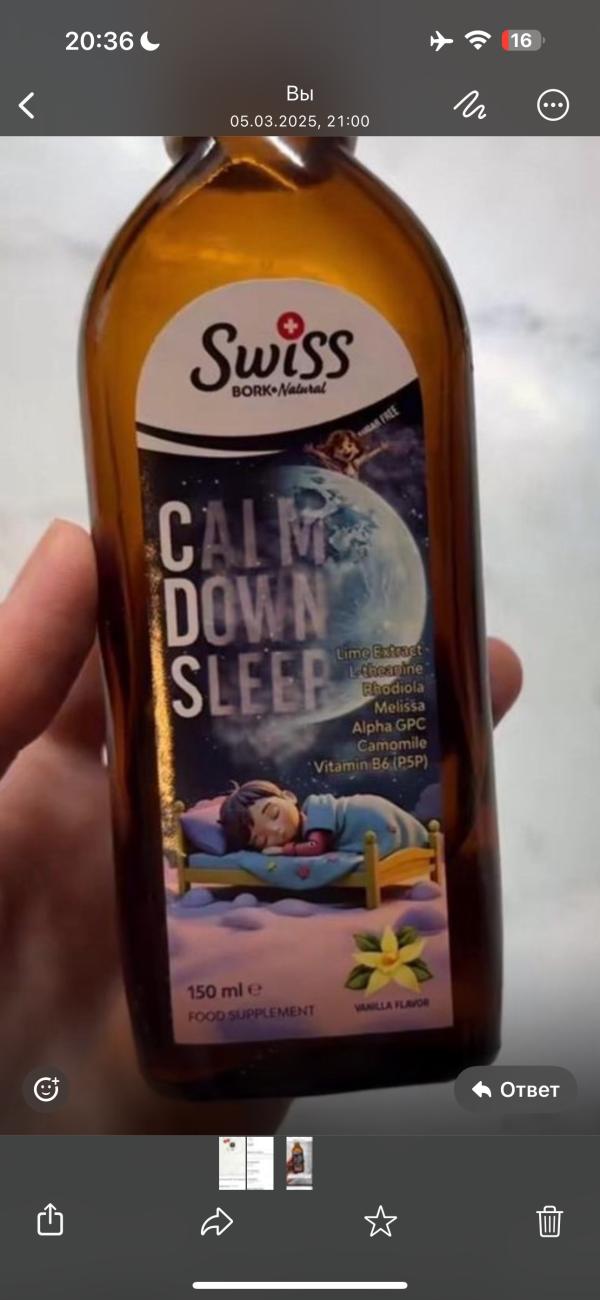 20:36
16
Вы
05.03.2025, 21:00
Swiss
BORK•Natural
SUGAR FREE
CALM
DOWN
SLEEP
Lime Extract
L-theanine
Rhodiola
Melissa
Alpha GPC
Camomile
Vitamin B6 (P5P)
150 ml ℮
FOOD SUPPLEMENT
VANILLA FLAVOR
Ответ